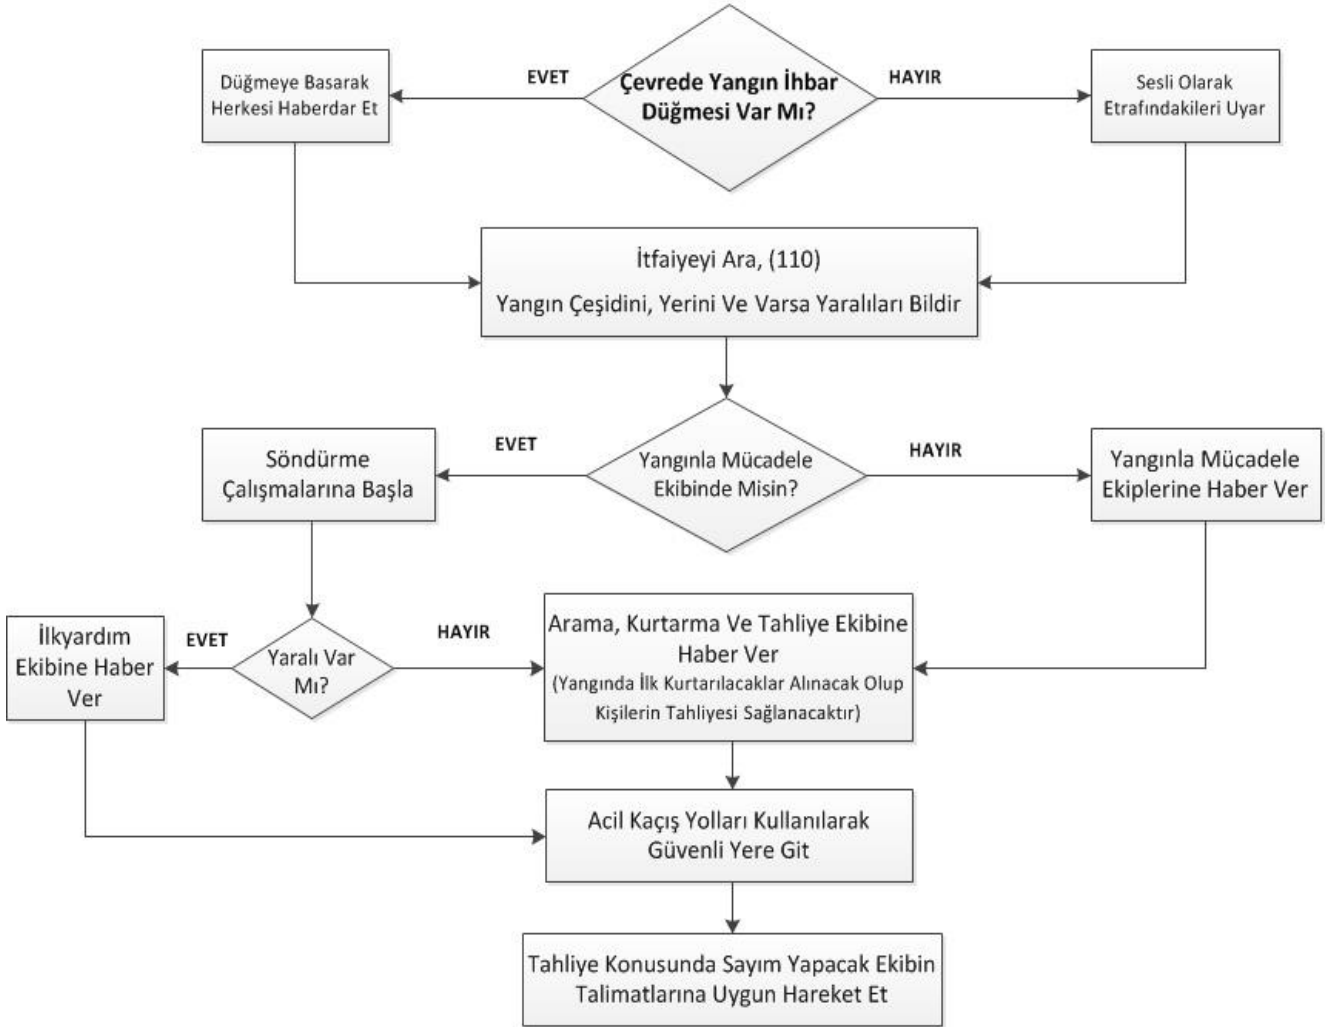 Çevrede Yangın İhbar
Düğmesi Var Mı?
EVET
HAYIR
Düğmeye Basarak
Herkesi Haberdar Et
Sesli Olarak
Etrafındakileri Uyar
İtfaiyeyi Ara, (110)
Yangın Çeşidini, Yerini Ve Varsa Yaralıları Bildir
Yangınla Mücadele
Ekibinde Misin?
EVET
HAYIR
Söndürme
Çalışmalarına Başla
Yangınla Mücadele
Ekiplerine Haber Ver
Yaralı Var
Mı?
EVET
HAYIR
İlkyardım
Ekibine Haber
Ver
Arama, Kurtarma Ve Tahliye Ekibine
Haber Ver
(Yangında İlk Kurtarılacaklar Alınacak Olup
Kişilerin Tahliyesi Sağlanacaktır)
Acil Kaçış Yolları Kullanılarak
Güvenli Yere Git
Tahliye Konusunda Sayım Yapacak Ekibin
Talimatlarına Uygun Hareket Et